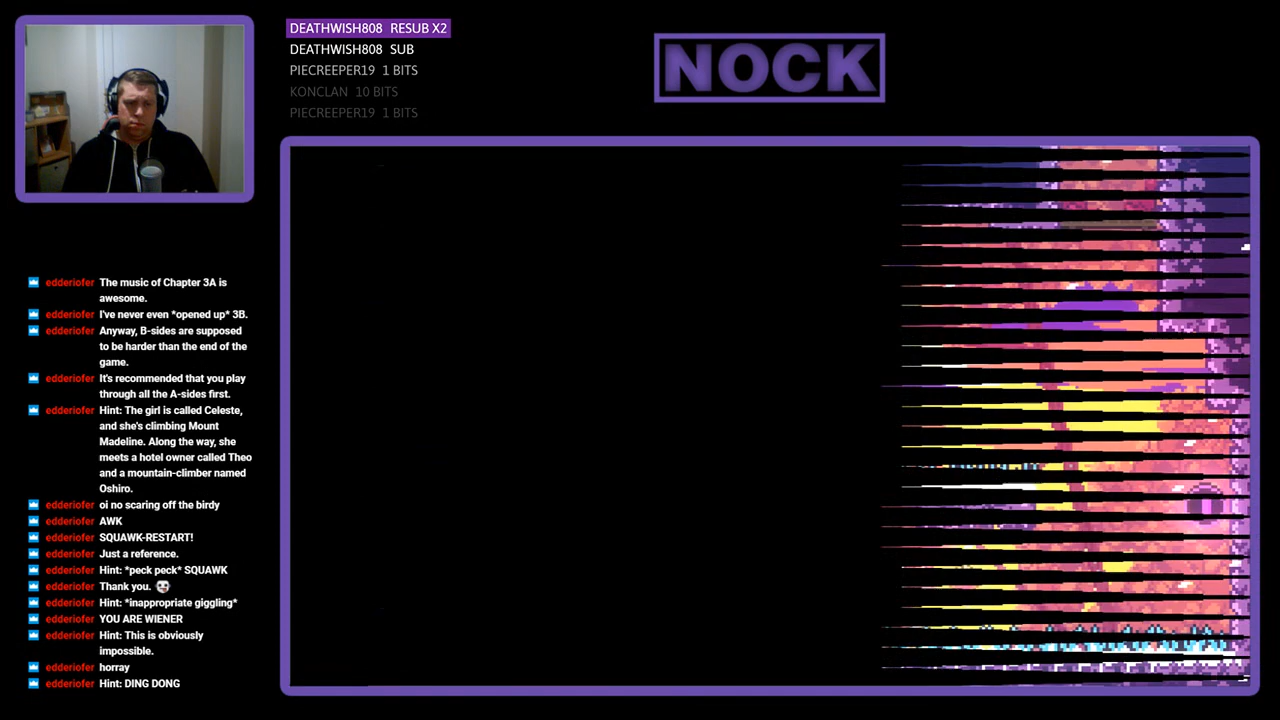 DEATHWISH808 RESUB X2
DEATHWISH808 SUB
PIECREEPER19 1 BITS
KONCLAN 10 BITS
PIECREEPER19 1 BITS
NOCK
edderiofer The music of Chapter 3A is
awesome.
edderiofer I've never even *opened up* 3B.
edderiofer Anyway, B-sides are supposed
to be harder than the end of the
game.
edderiofer It's recommended that you play
through all the A-sides first.
edderiofer Hint: The girl is called Celeste,
and she's climbing Mount
Madeline. Along the way, she
meets a hotel owner called Theo
and a mountain-climber named
Oshiro.
edderiofer oi no scaring off the birdy
edderiofer AWK
edderiofer SQUAWK-RESTART!
edderiofer Just a reference.
edderiofer Hint: *peck peck* SQUAWK
edderiofer Thank you.
edderiofer Hint: *inappropriate giggling*
edderiofer YOU ARE WIENER
edderiofer Hint: This is obviously
impossible.
edderiofer horray
edderiofer Hint: DING DONG